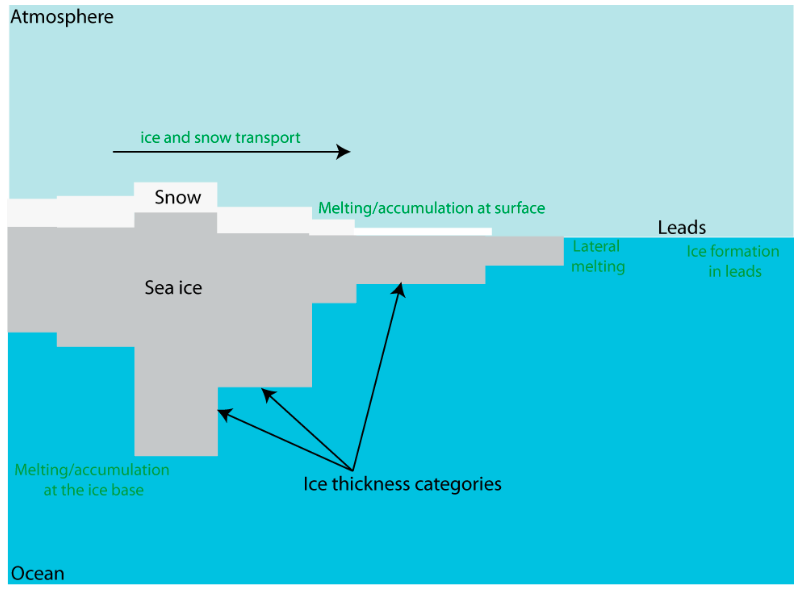 Atmosphere
ice and snow transport
Snow
Melting/accumulation at surface
Leads
Lateral
melting
Ice formation
in leads
Sea ice
Melting/accumulation
at the ice base
Ice thickness categories
Ocean